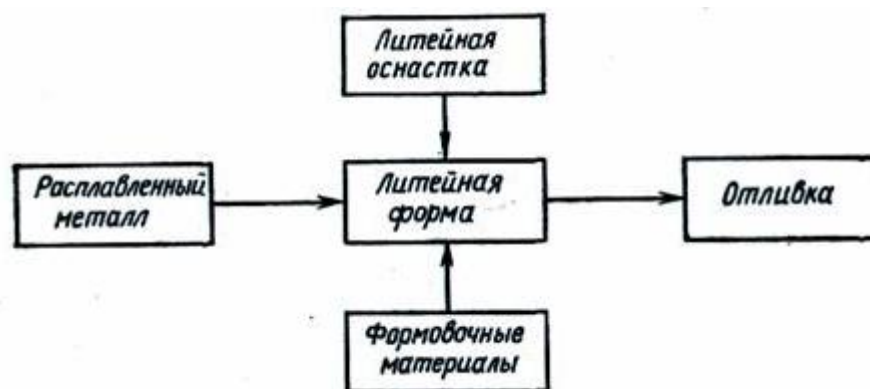 Литейная
оснастка
Расплавленный
металл
Литейная
форма
Отливка
Формовочные
материалы